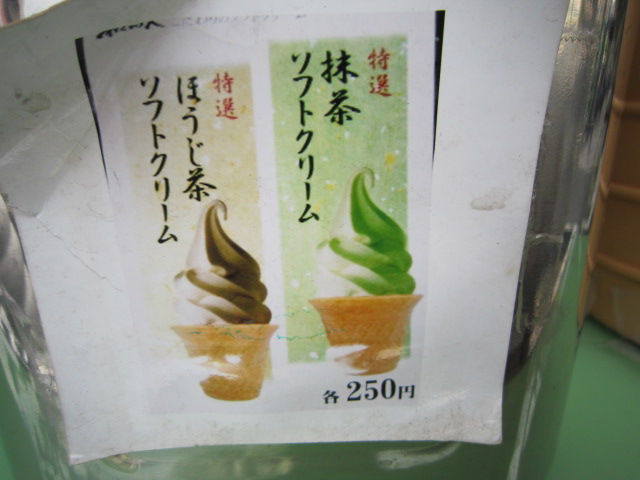 特選
抹茶
ソフトクリーム
特選
ほうじ茶
ソフトクリーム
各 250円